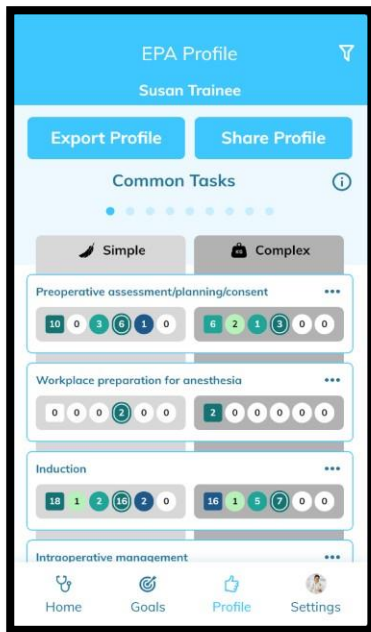 EPA Profile
Susan Trainee
Export Profile Share Profile
Common Tasks
Simple Complex
Preoperative assessment/planning/consent
10 0 3 6 1 0 6 2 1 3 0 0
Workplace preparation for anesthesia
0 0 0 2 0 0 2 0 0 0 0 0
Induction
18 1 2 16 2 0 16 1 5 7 0 0
Intraoperative management
Home Goals Profile Settings